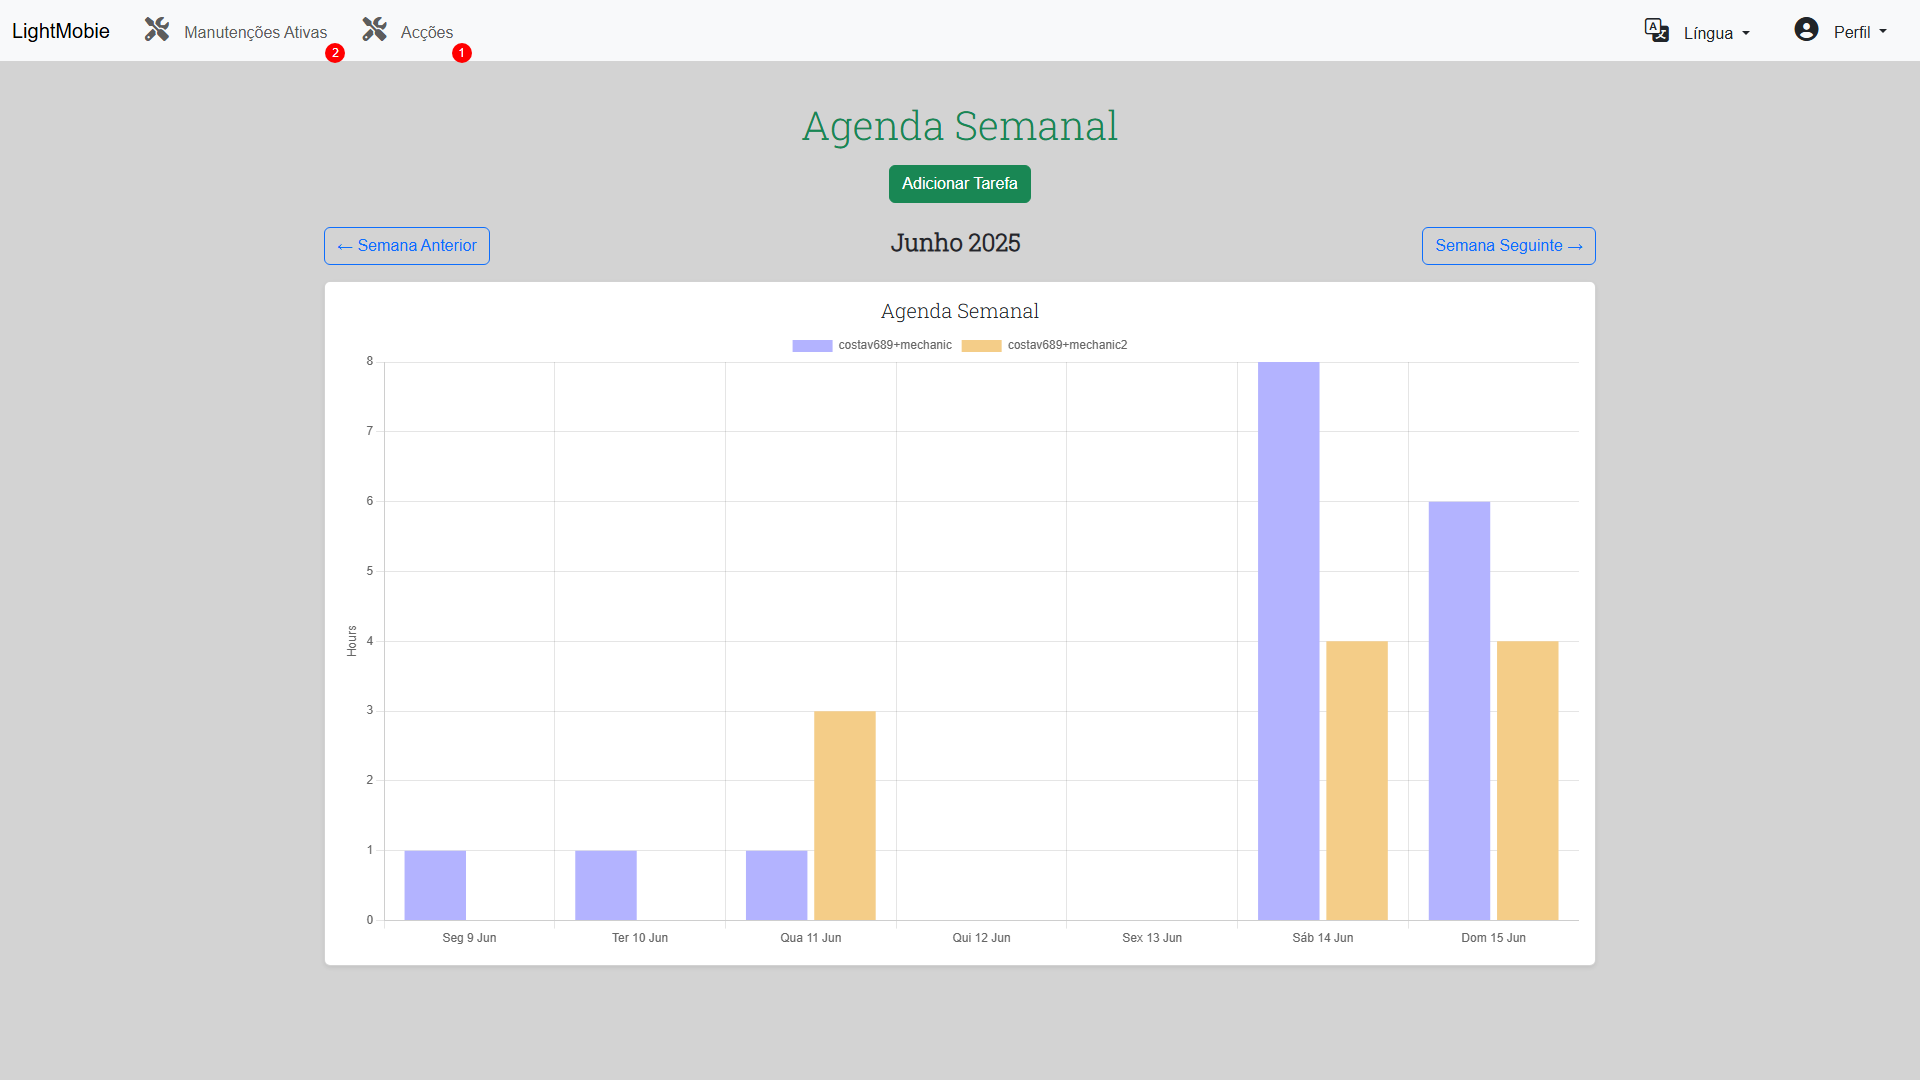 LightMobie
Manutenções Ativas
2
Acções
1
Língua
Perfil
Agenda Semanal
Adicionar Tarefa
← Semana Anterior
Junho 2025
Semana Seguinte →
Agenda Semanal
costav689+mechanic
costav689+mechanic2
Hours
8
7
6
5
4
3
2
1
0
Seg 9 Jun
Ter 10 Jun
Qua 11 Jun
Qui 12 Jun
Sex 13 Jun
Sáb 14 Jun
Dom 15 Jun